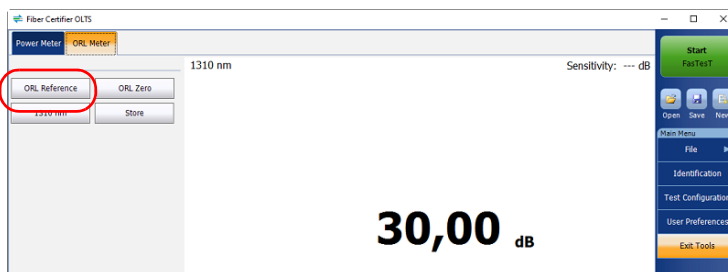 Fiber Certifier OLTS
Power Meter ORL Meter
1310 nm Sensitivity: --- dB
ORL Reference ORL Zero
1310 nm Store
30,00 dB
Start
FasTesT
Open Save New
Main Menu
File
Identification
Test Configuration
User Preferences
Exit Tools